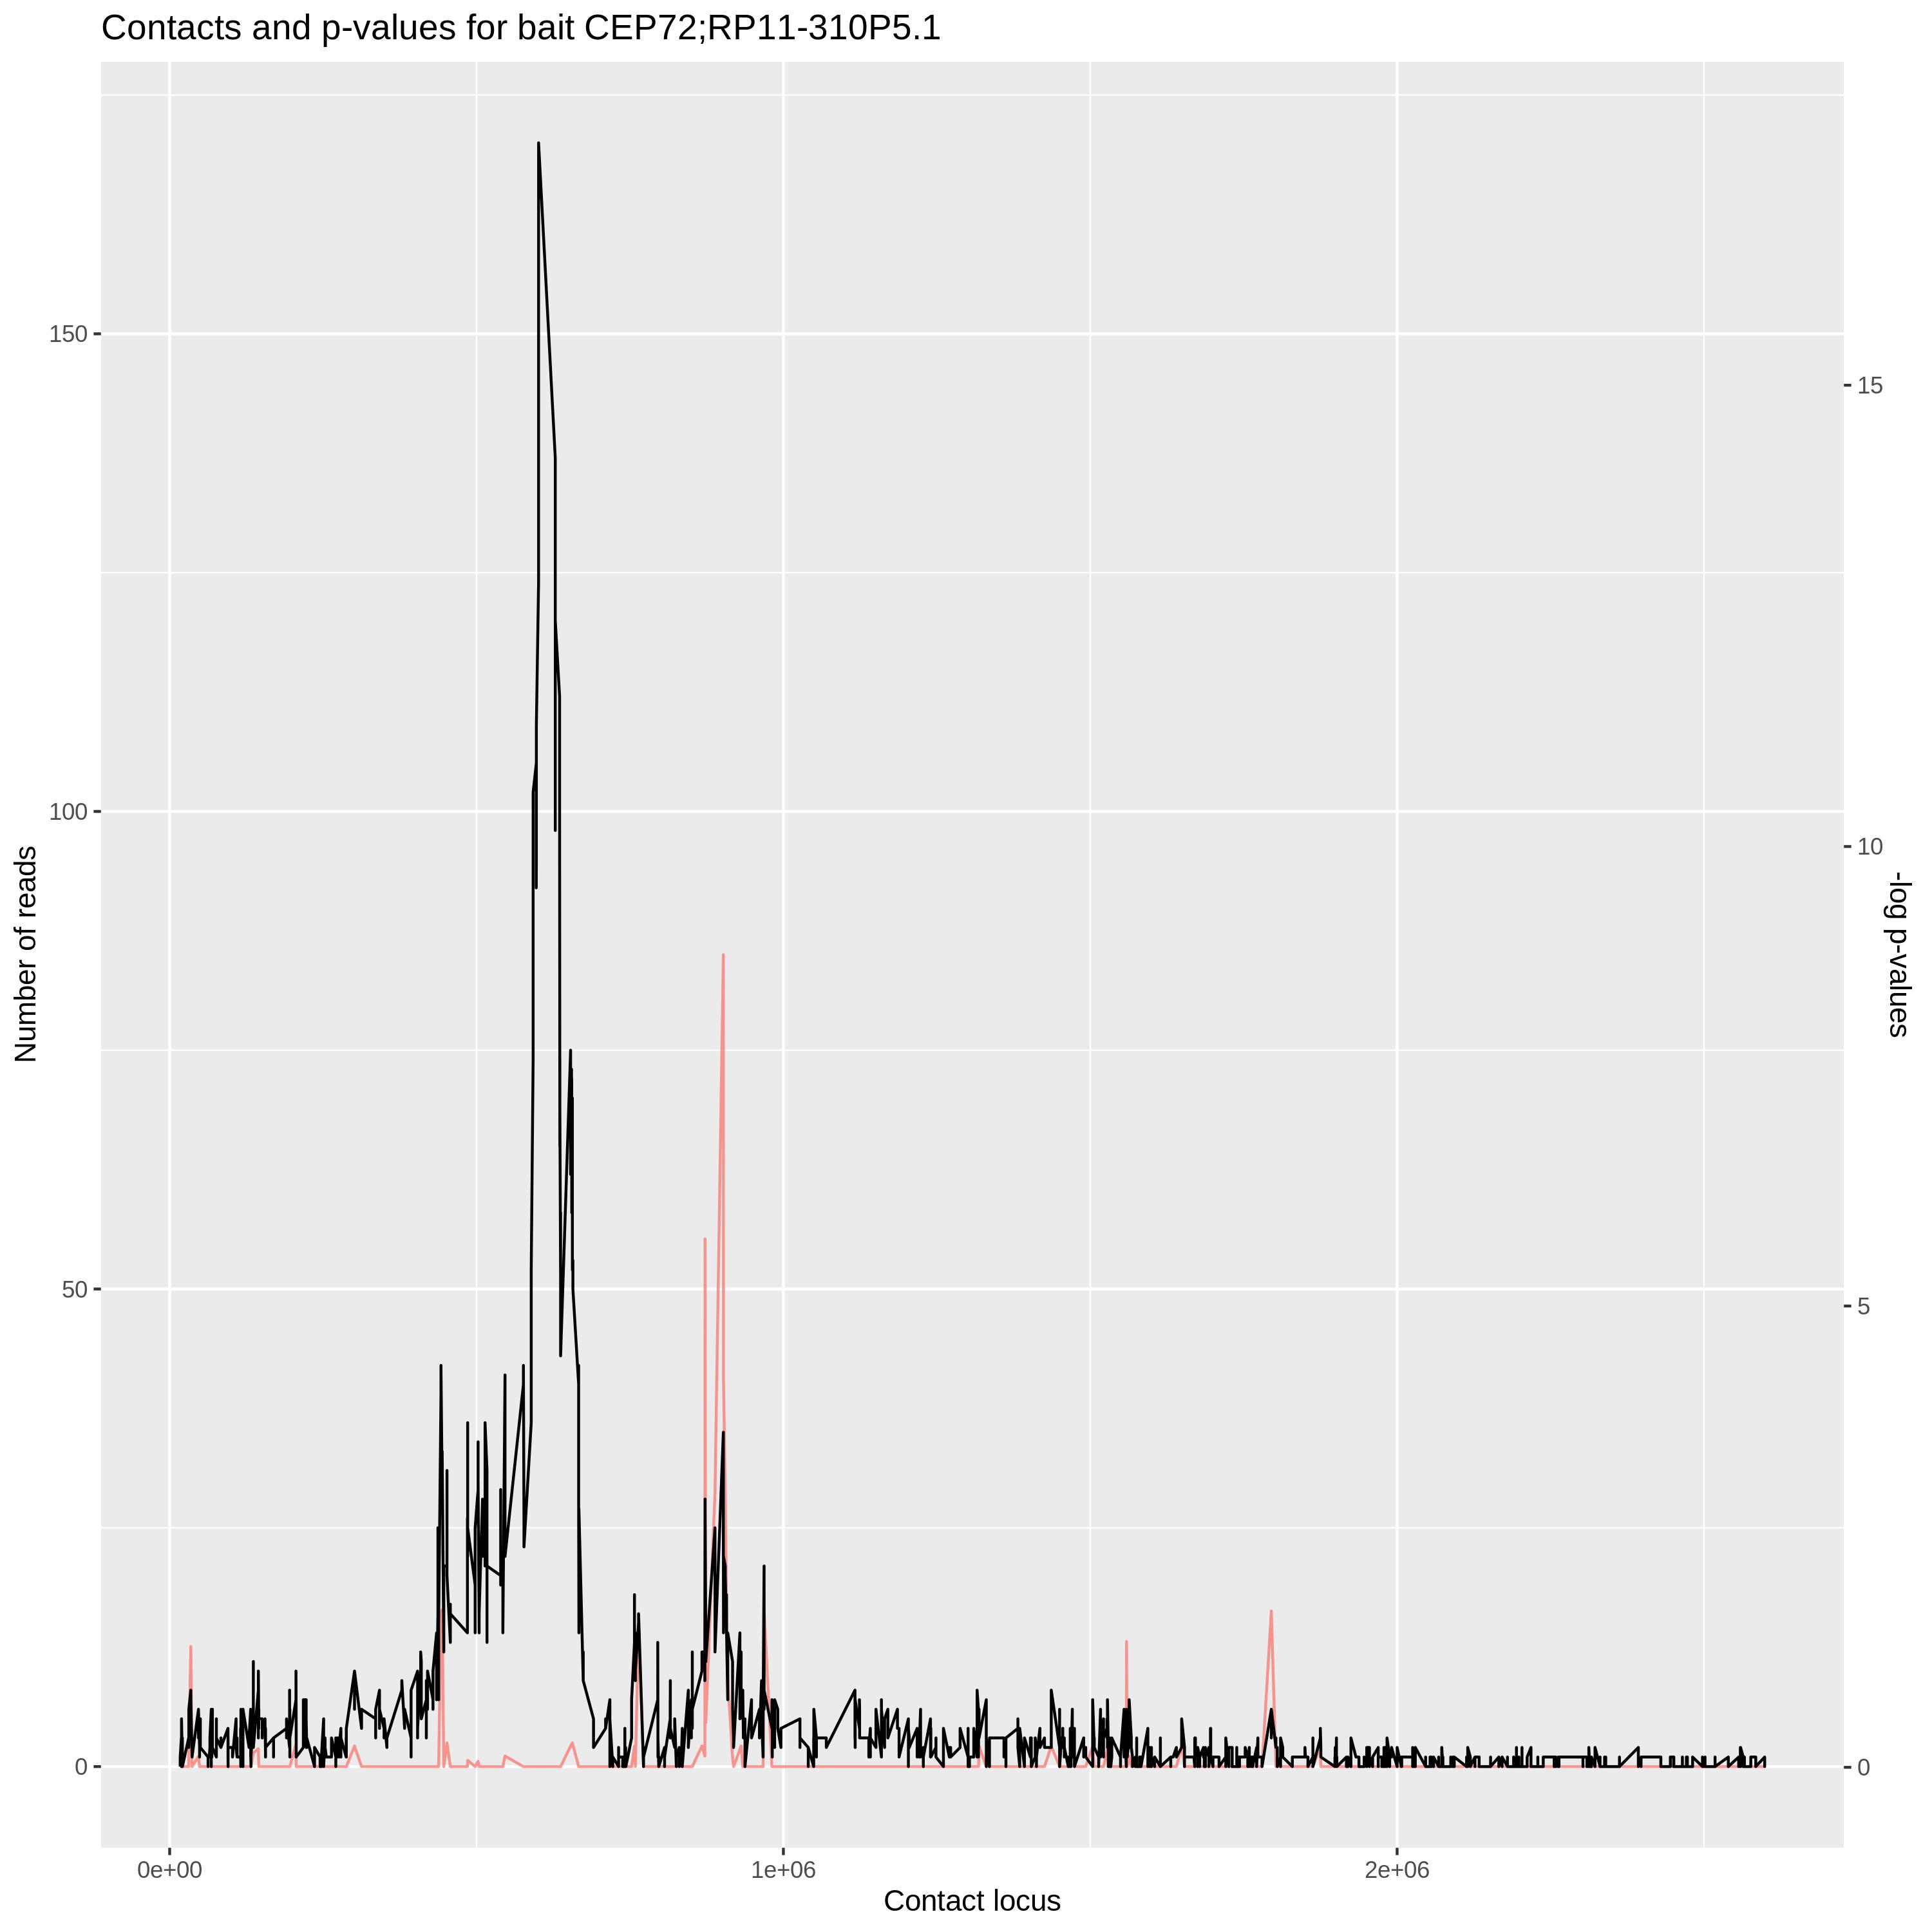 Contacts and p-values for bait CEP72;RP11-310P5.1
Number of reads
150
100
50
0
15
10
5
0
-log p-values
0e+00
1e+06
2e+06
Contact locus